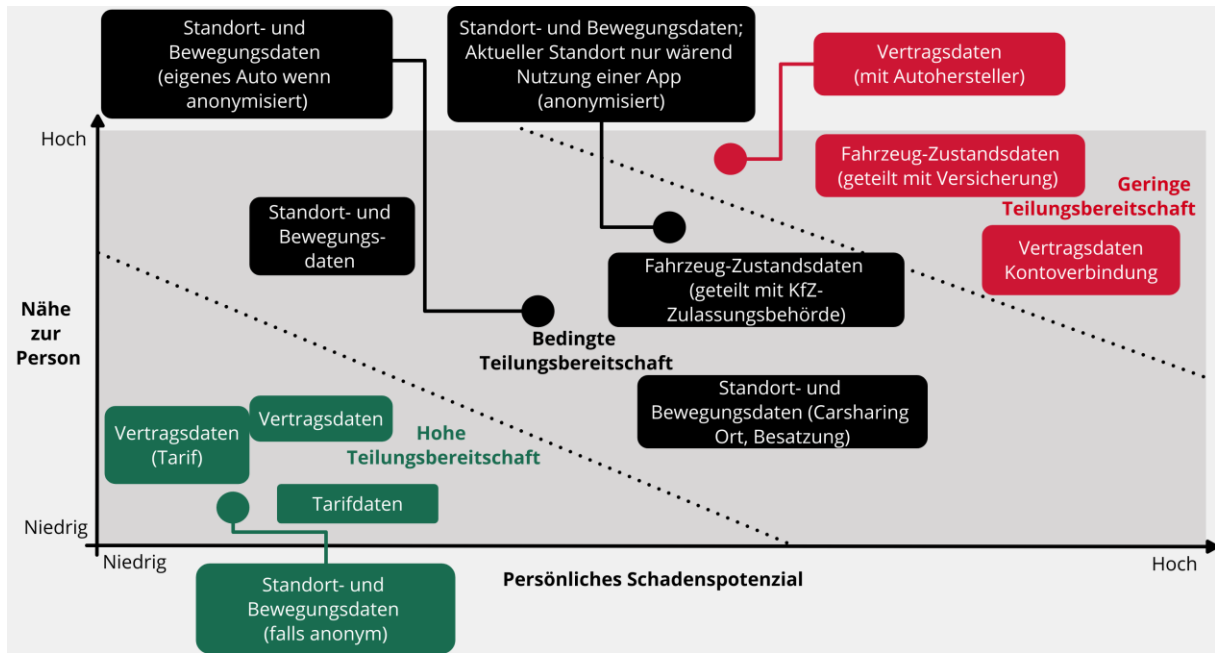 Standort- und
Bewegungsdaten
(eigenes Auto wenn
anonymisiert)
Standort- und Bewegungsdaten;
Aktueller Standort nur wärend
Nutzung einer App
(anonymisiert)
Vertragsdaten
(mit Autohersteller)
Hoch
Fahrzeug-Zustandsdaten
(geteilt mit Versicherung)
Geringe
Teilungsbereitschaft
Standort- und
Bewegungs-
daten
Vertragsdaten
Kontoverbindung
Fahrzeug-Zustandsdaten
(geteilt mit KfZ-
Zulassungsbehörde)
Nähe
zur
Person
Bedingte
Teilungsbereitschaft
Standort- und
Bewegungsdaten (Carsharing
Ort, Besatzung)
Vertragsdaten
(Tarif)
Vertragsdaten
Hohe
Teilungsbereitschaft
Tarifdaten
Niedrig
Niedrig
Persönliches Schadenspotenzial
Hoch
Standort- und
Bewegungsdaten
(falls anonym)